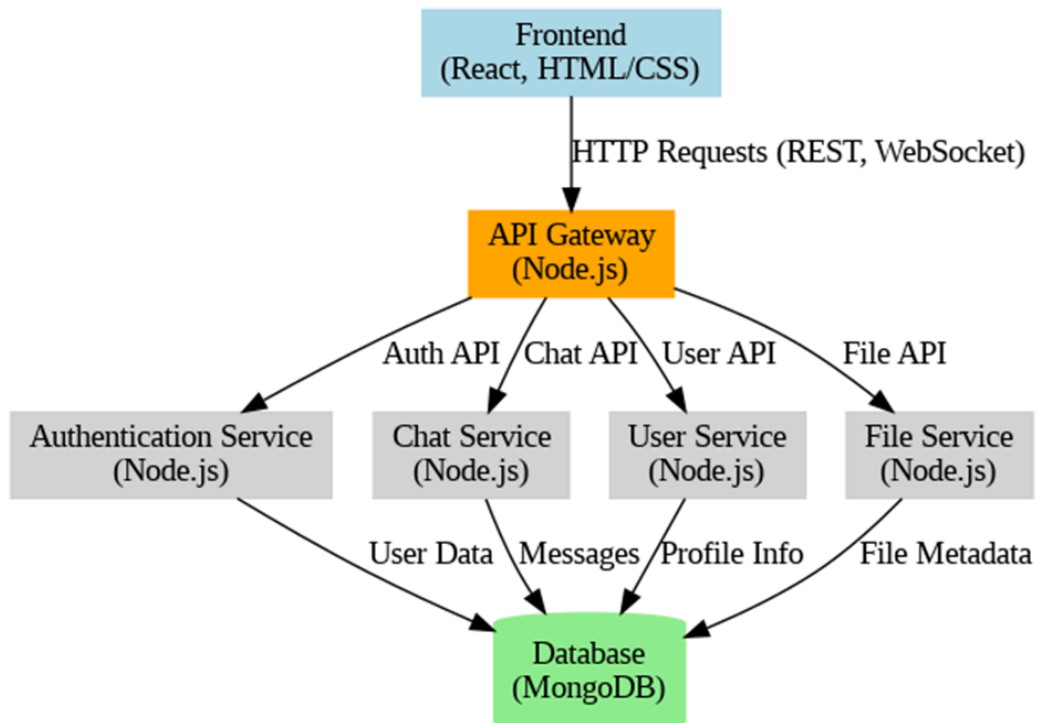 Frontend
(React, HTML/CSS)
HTTP Requests (REST, WebSocket)
API Gateway
(Node.js)
Auth API
Chat API
User API
File API
Authentication Service
(Node.js)
Chat Service
(Node.js)
User Service
(Node.js)
File Service
(Node.js)
User Data
Messages
Profile Info
File Metadata
Database
(MongoDB)